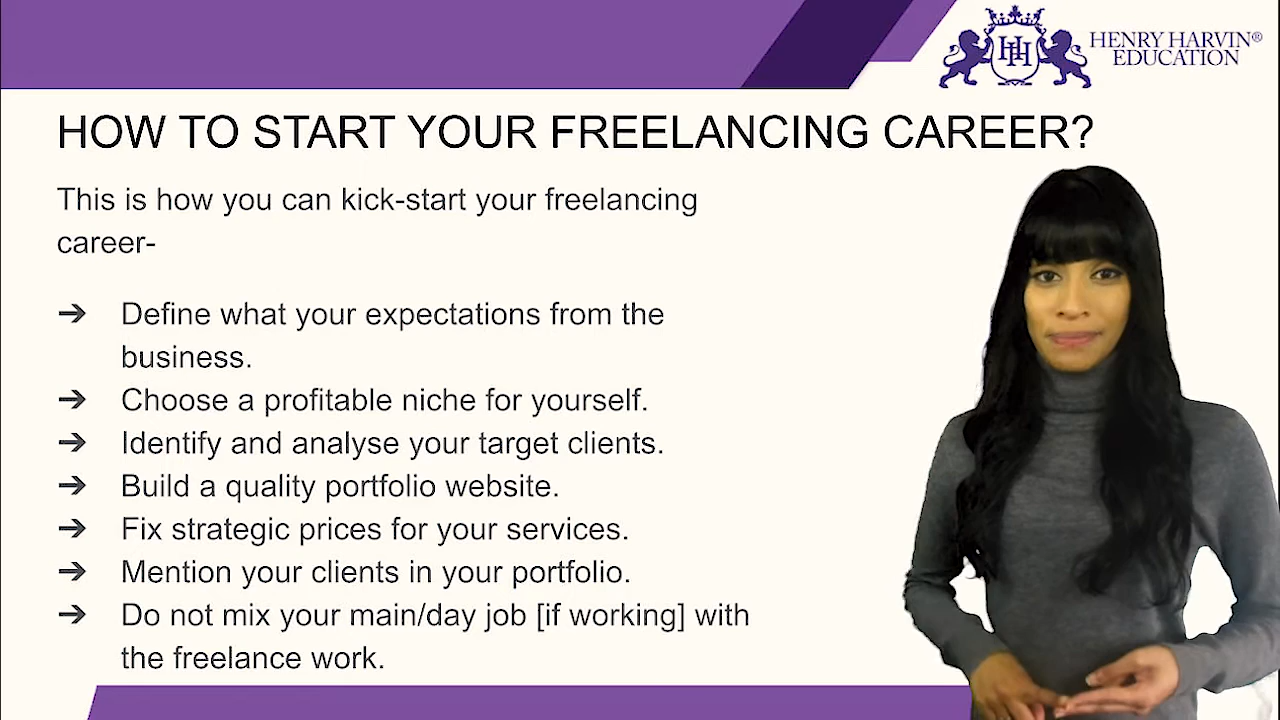 HENRY HARVIN®
EDUCATION
HOW TO START YOUR FREELANCING CAREER?
This is how you can kick-start your freelancing
career-
➔ Define what your expectations from the
business.
➔ Choose a profitable niche for yourself.
➔ Identify and analyse your target clients.
➔ Build a quality portfolio website.
➔ Fix strategic prices for your services.
➔ Mention your clients in your portfolio.
➔ Do not mix your main/day job [if working] with
the freelance work.